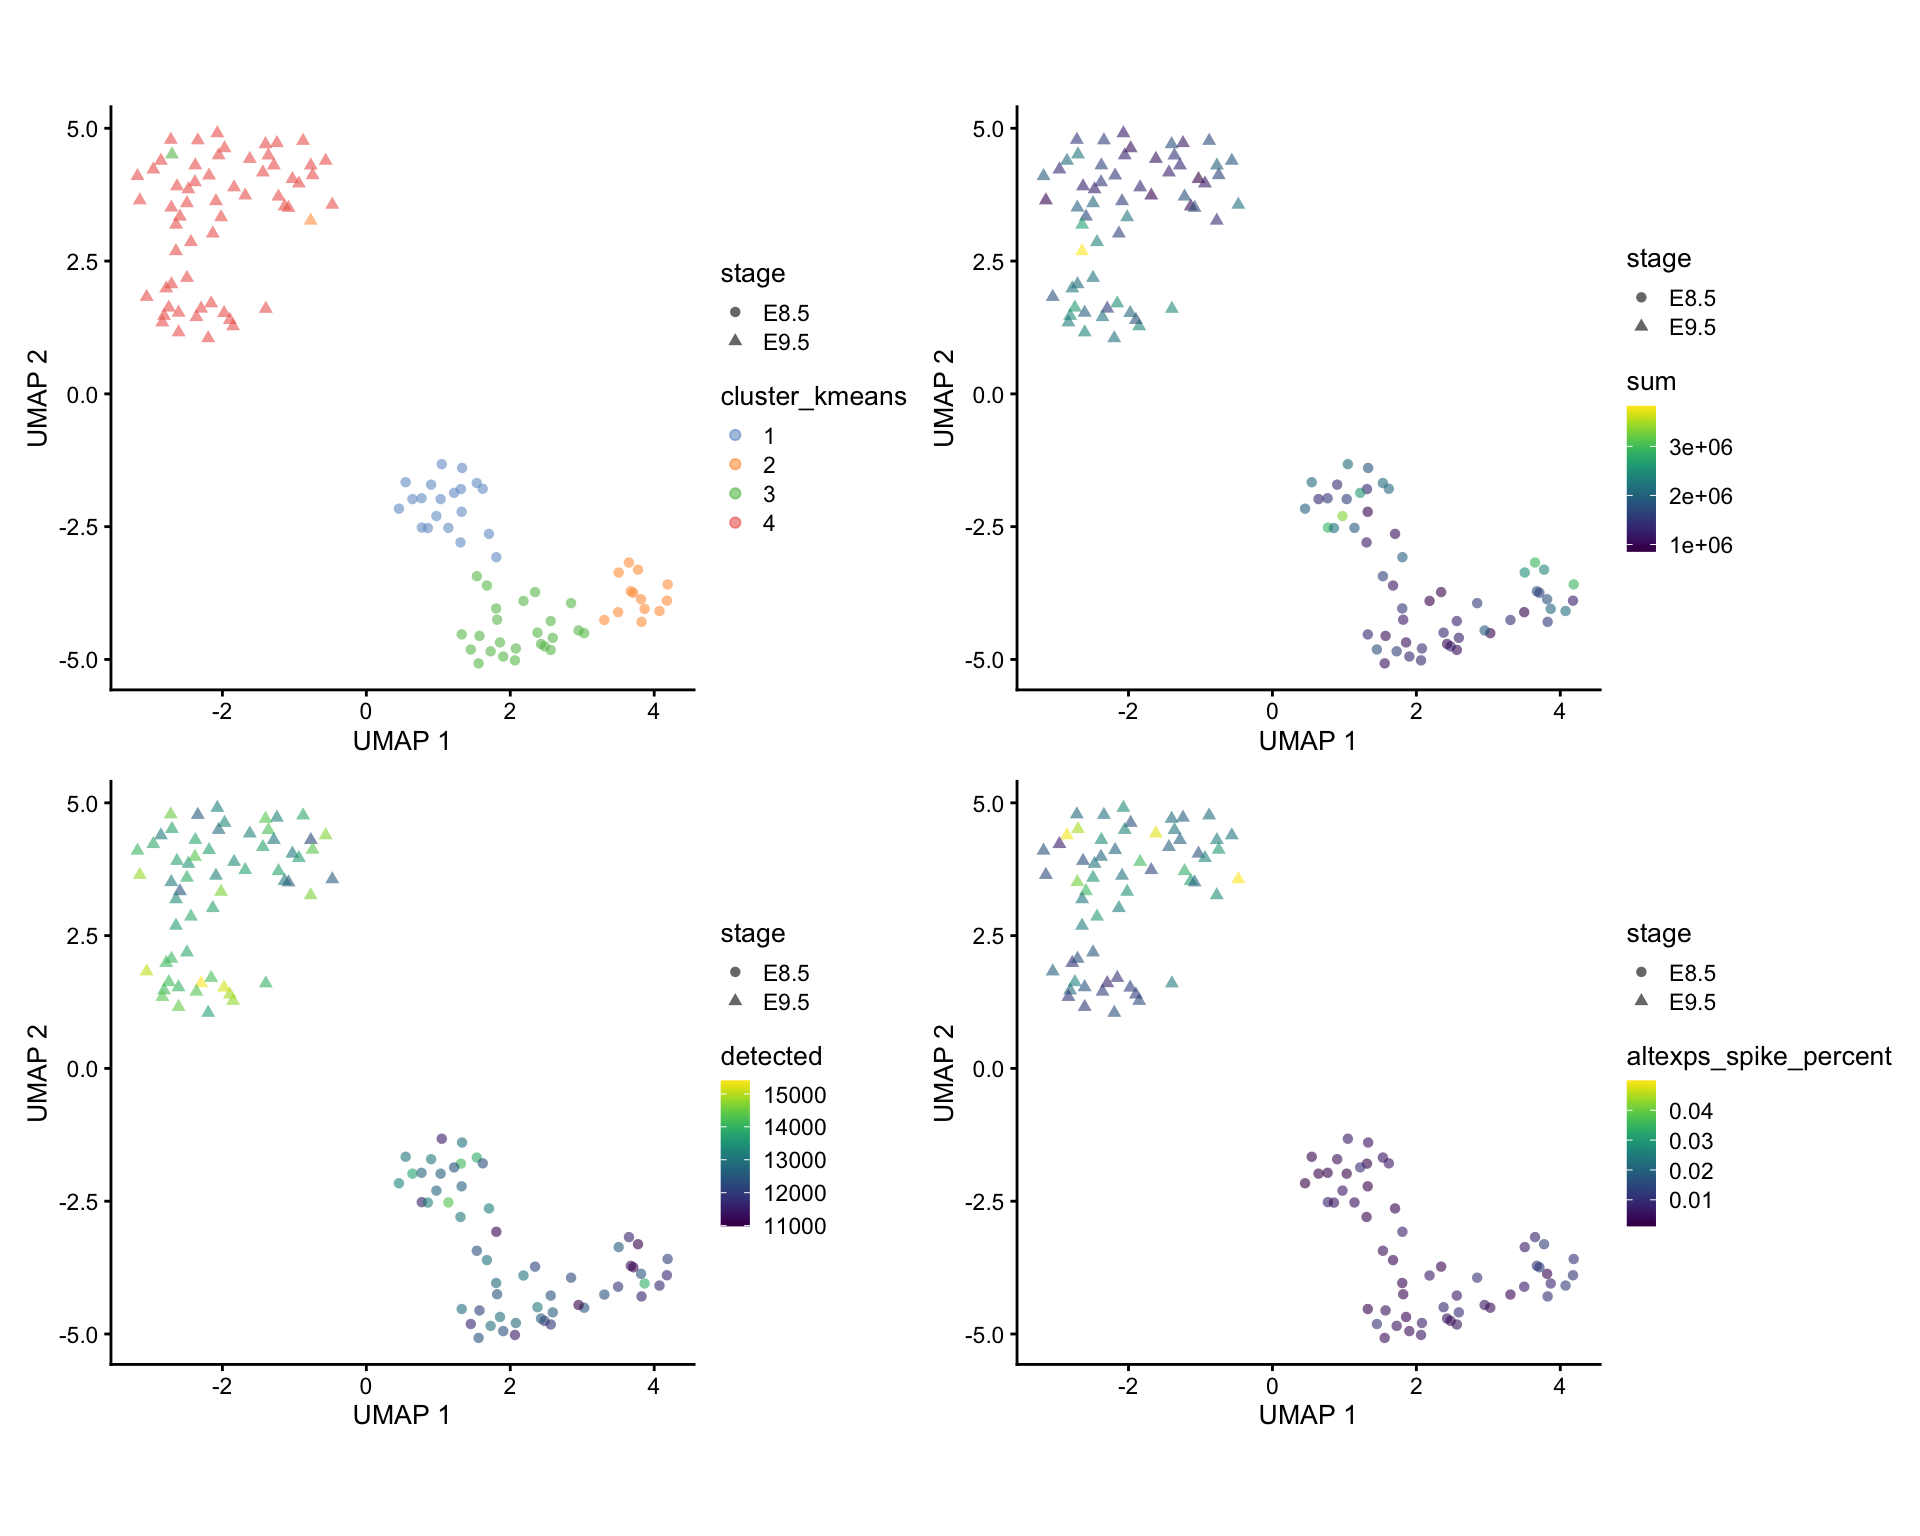 5.0
2.5
0.0
-2.5
-5.0
UMAP 2
-2 0 2 4
UMAP 1
stage
E8.5
E9.5
cluster_kmeans
1
2
3
4
5.0
2.5
0.0
-2.5
-5.0
UMAP 2
-2 0 2 4
UMAP 1
stage
E8.5
E9.5
sum
3e+06
2e+06
1e+06
5.0
2.5
0.0
-2.5
-5.0
UMAP 2
-2 0 2 4
UMAP 1
stage
E8.5
E9.5
detected
15000
14000
13000
12000
11000
5.0
2.5
0.0
-2.5
-5.0
UMAP 2
-2 0 2 4
UMAP 1
stage
E8.5
E9.5
altexps_spike_percent
0.04
0.03
0.02
0.01